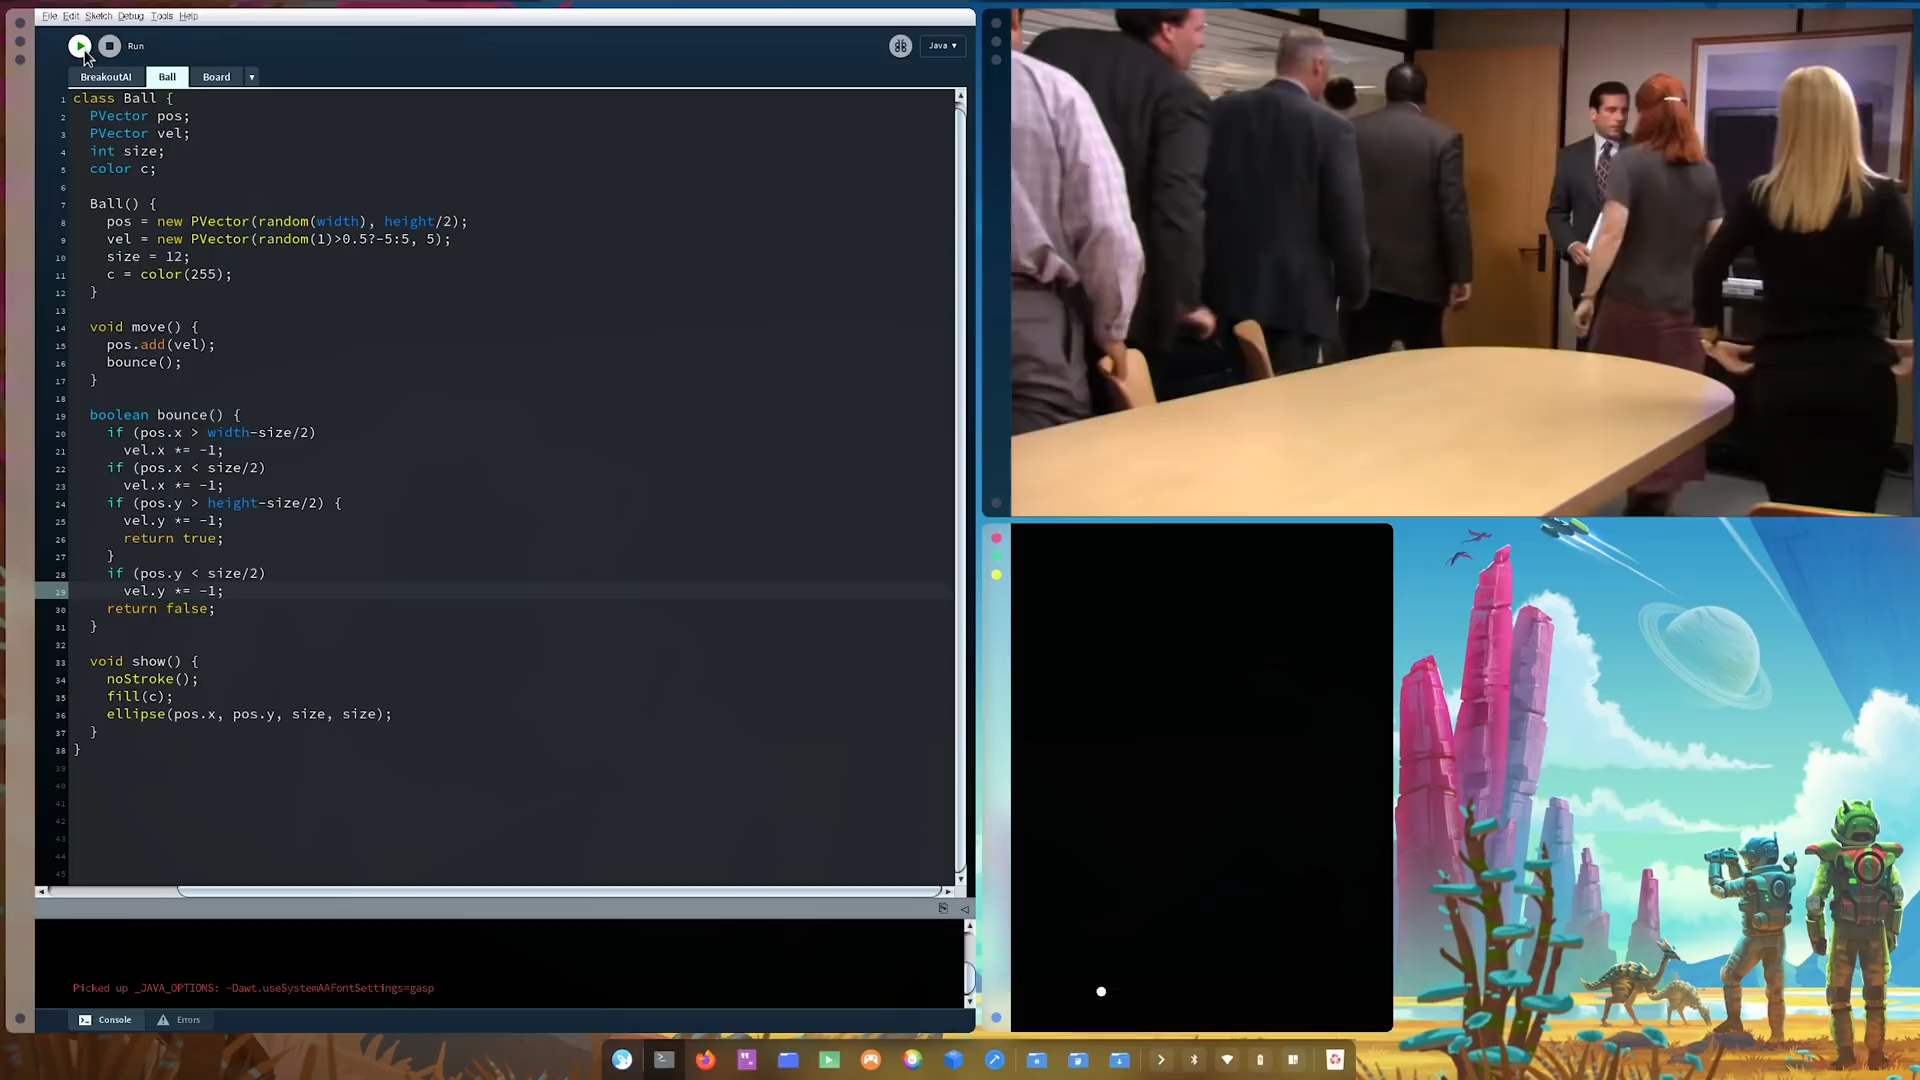 File Edit Sketch Debug Tools Help
Run
Java ▾
BreakoutAI Ball Board ▾
1 class Ball {
2 PVector pos;
3 PVector vel;
4 int size;
5 color c;
6
7 Ball() {
8 pos = new PVector(random(width), height/2);
9 vel = new PVector(random(1)>0.5?-5:5, 5);
10 size = 12;
11 c = color(255);
12 }
13
14 void move() {
15 pos.add(vel);
16 bounce();
17 }
18
19 boolean bounce() {
20 if (pos.x > width-size/2)
21 vel.x *= -1;
22 if (pos.x < size/2)
23 vel.x *= -1;
24 if (pos.y > height-size/2) {
25 vel.y *= -1;
26 return true;
27 }
28 if (pos.y < size/2)
29 vel.y *= -1;
30 return false;
31 }
32
33 void show() {
34 noStroke();
35 fill(c);
36 ellipse(pos.x, pos.y, size, size);
37 }
38 }
39
40
41
42
43
44
45
Picked up _JAVA_OPTIONS: -Dawt.useSystemAAFontSettings=gasp
Console Errors